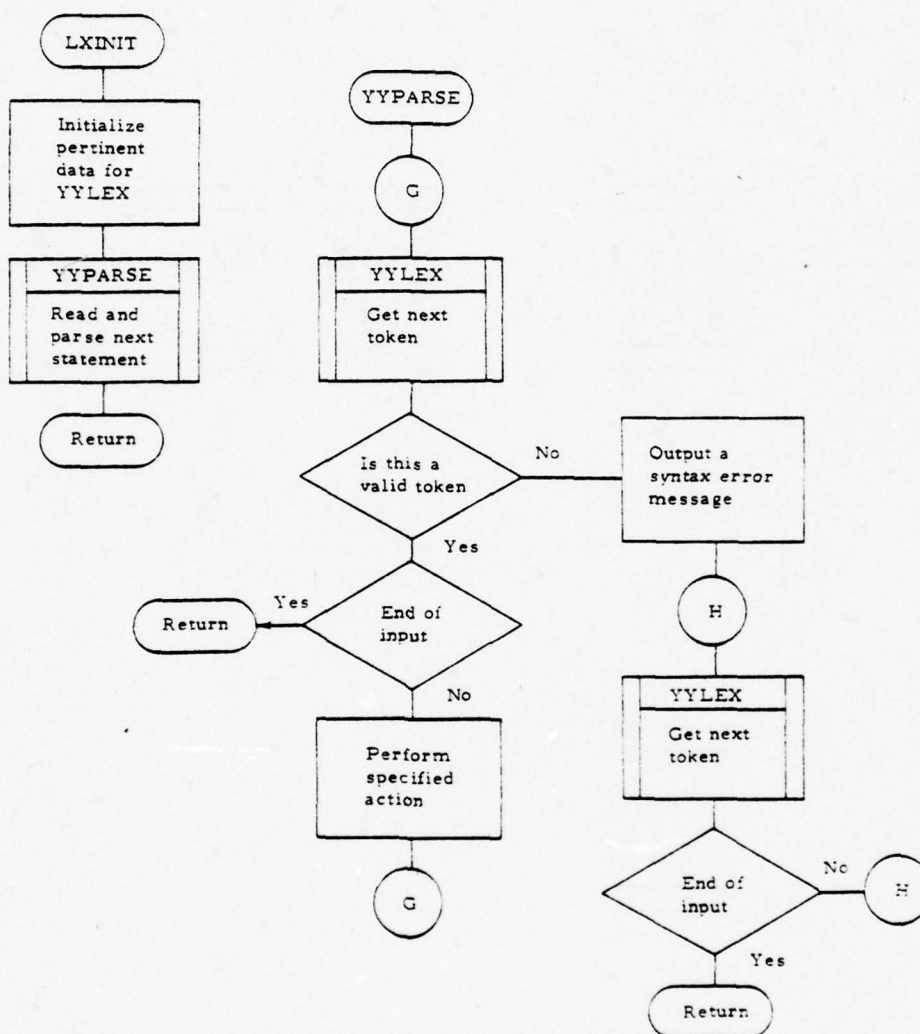 LXINIT
Initialize
pertinent
data for
YYLEX
YYPARSE
Read and
parse next
statement
Return
YYPARSE
G
YYLEX
Get next
token
Is this a
valid token
No
Output a
syntax error
message
Yes
End of
input
Yes
Return
No
Perform
specified
action
G
H
YYLEX
Get next
token
End of
input
No
H
Yes
Return